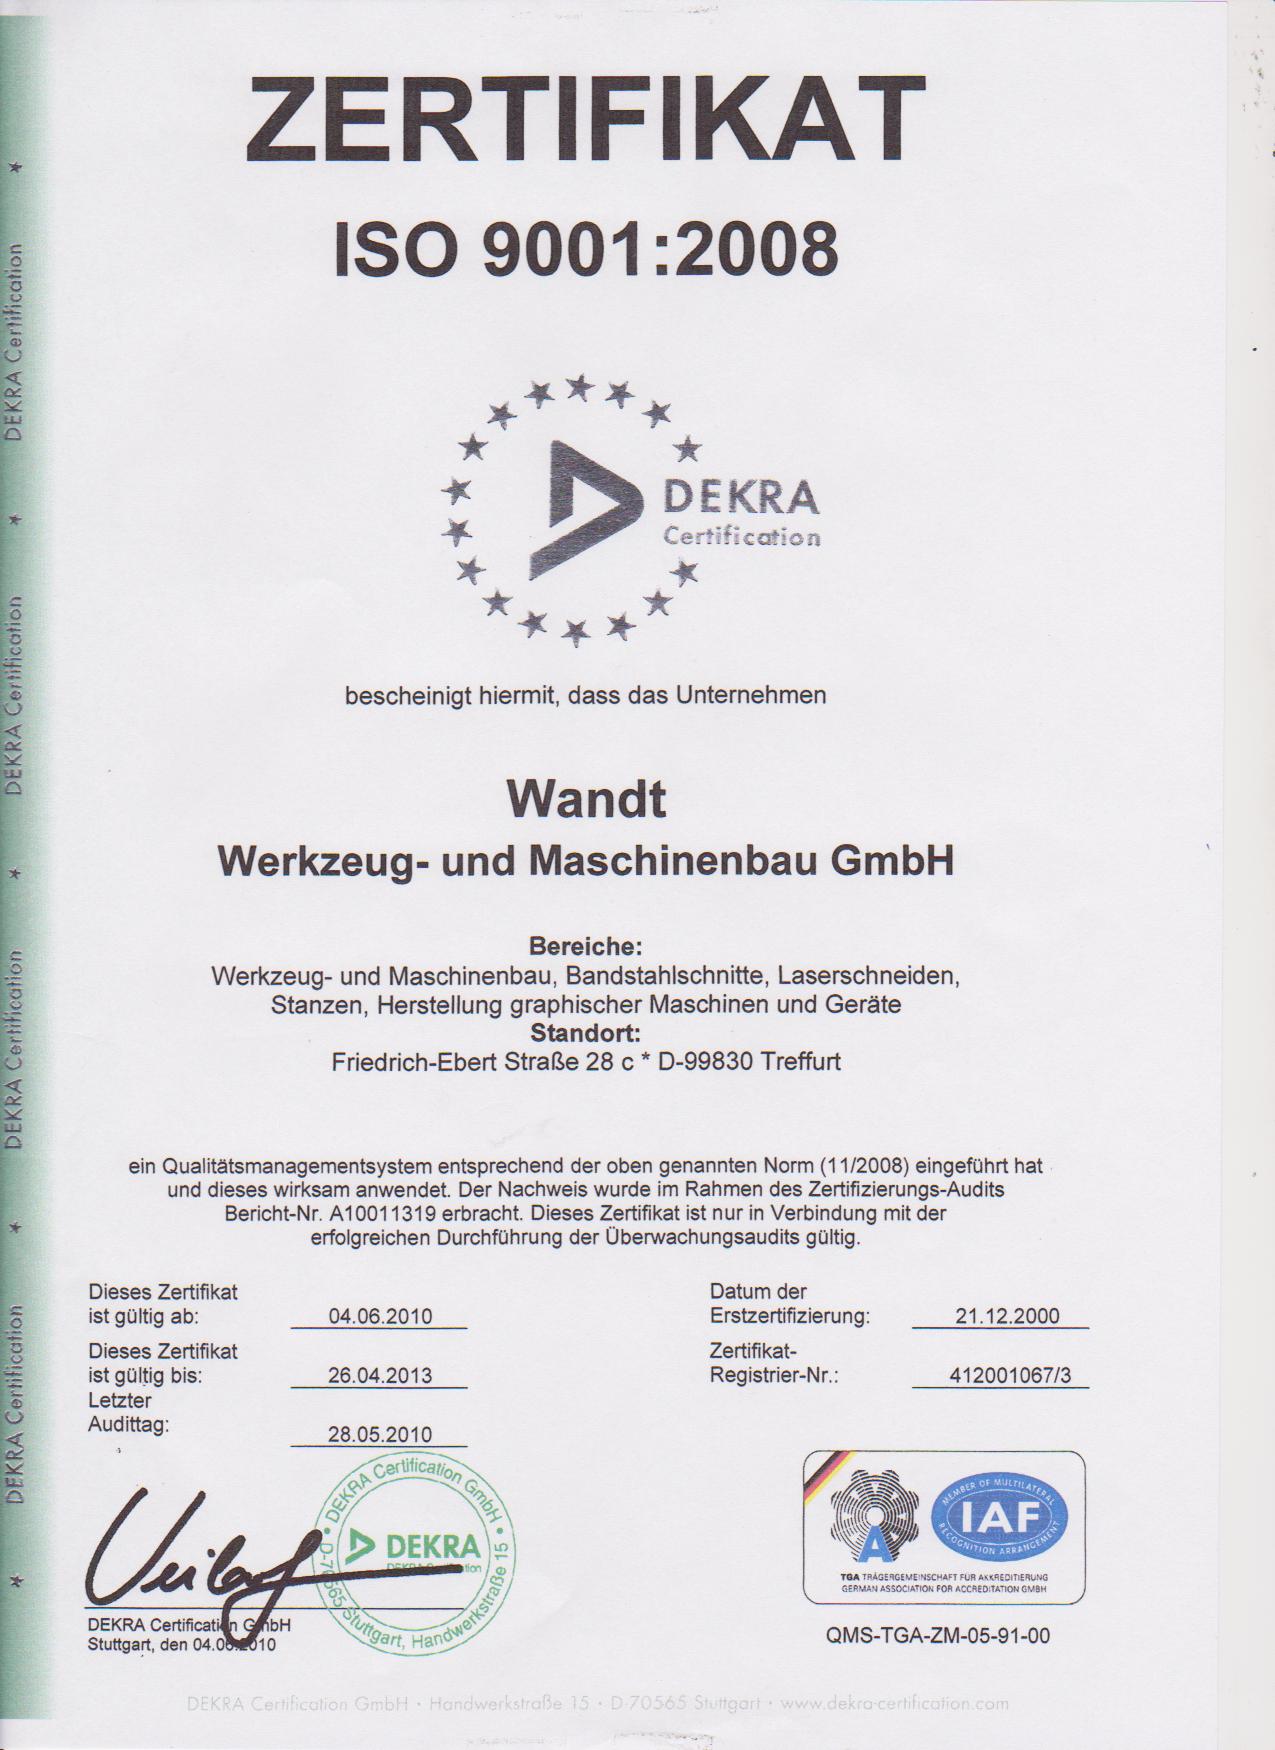 ZERTIFIKAT
ISO 9001:2008
DEKRA
Certification
bescheinigt hiermit, dass das Unternehmen
Wandt
Werkzeug- und Maschinenbau GmbH
Bereiche:
Werkzeug- und Maschinenbau, Bandstahlschnitte, Laserschneiden,
Stanzen, Herstellung graphischer Maschinen und Geräte
Standort:
Friedrich-Ebert Straße 28 c * D-99830 Treffurt
ein Qualitätsmanagementsystem entsprechend der oben genannten Norm (11/2008) eingeführt hat
und dieses wirksam anwendet. Der Nachweis wurde im Rahmen des Zertifizierungs-Audits
Bericht-Nr. A10011319 erbracht. Dieses Zertifikat ist nur in Verbindung mit der
erfolgreichen Durchführung der Überwachungsaudits gültig.
Dieses Zertifikat
ist gültig ab: 04.06.2010
Dieses Zertifikat
ist gültig bis: 26.04.2013
Letzter
Audittag: 28.05.2010
Datum der
Erstzertifizierung: 21.12.2000
Zertifikat-
Registrier-Nr.: 412001067/3
DEKRA Certification GmbH
D-70565 Stuttgart, Handwerkstraße 15
DEKRA
DEKRA Certification GmbH
Stuttgart, den 04.06.2010
MEMBER OF MULTILATERAL
IAF
RECOGNITION ARRANGEMENT
A
TGA TRÄGERGEMEINSCHAFT FÜR AKKREDITIERUNG
GERMAN ASSOCIATION FOR ACCREDITATION GMBH
QMS-TGA-ZM-05-91-00
DEKRA Certification GmbH • Handwerkstraße 15 • D-70565 Stuttgart • www.dekra-certification.com
DEKRA Certification
DEKRA Certification
DEKRA Certification
DEKRA Certification